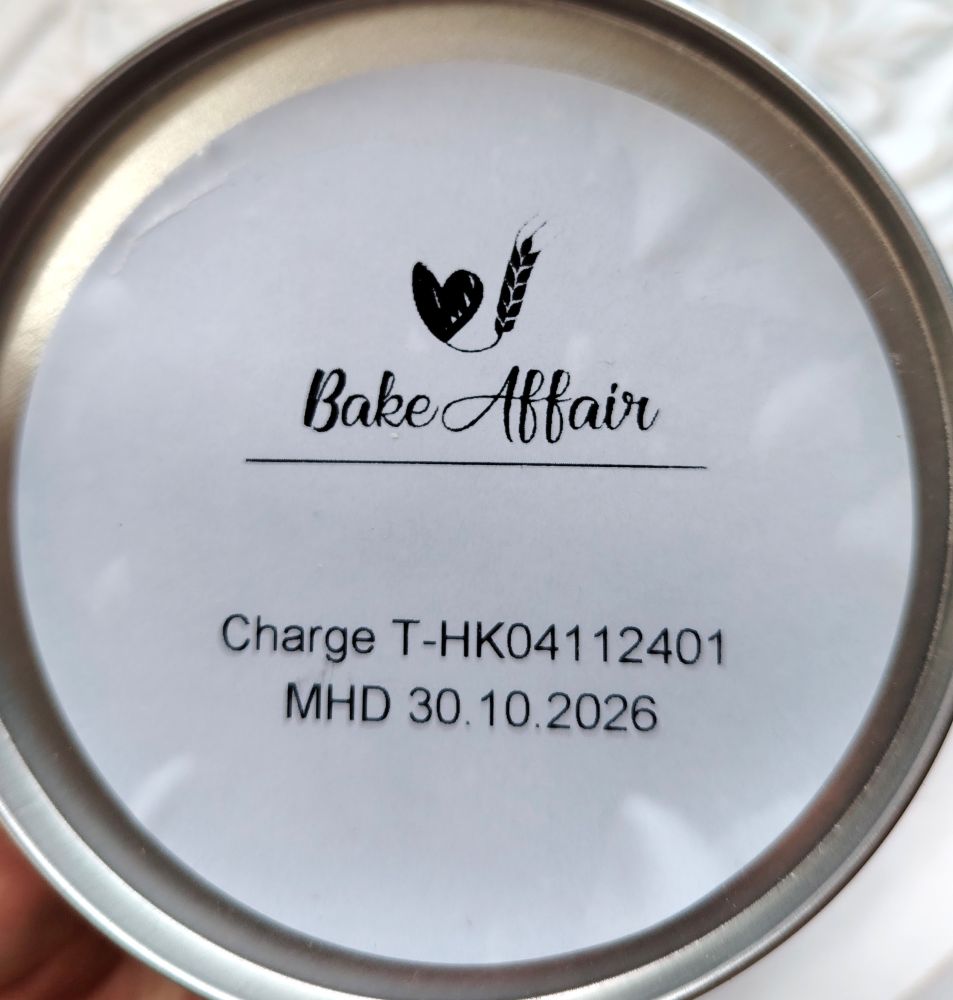 Bake Affair
Charge T-HK04112401
MHD 30.10.2026